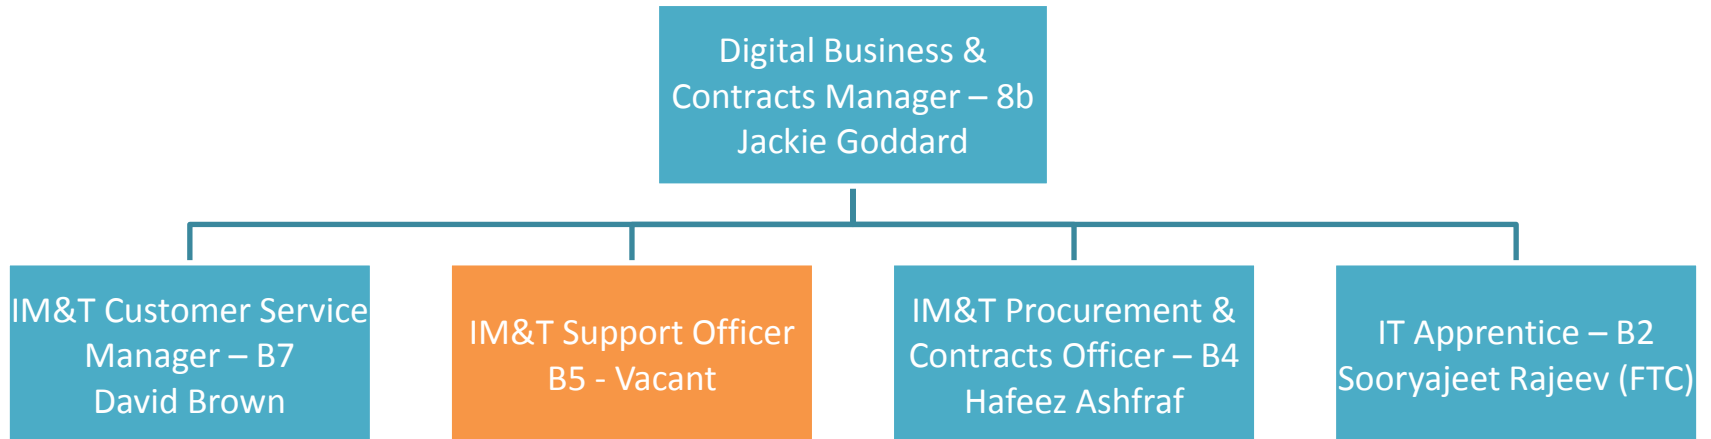 Digital Business &
Contracts Manager – 8b
Jackie Goddard
IM&T Customer Service
Manager – B7
David Brown
IM&T Support Officer
B5 - Vacant
IM&T Procurement &
Contracts Officer – B4
Hafeez Ashfraf
IT Apprentice – B2
Sooryajeet Rajeev (FTC)